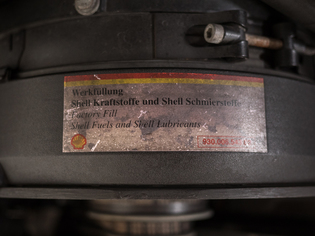 Werkfüllung
Shell Kraftstoffe und Shell Schmierstoffe
Factory Fill
Shell Fuels and Shell Lubricants